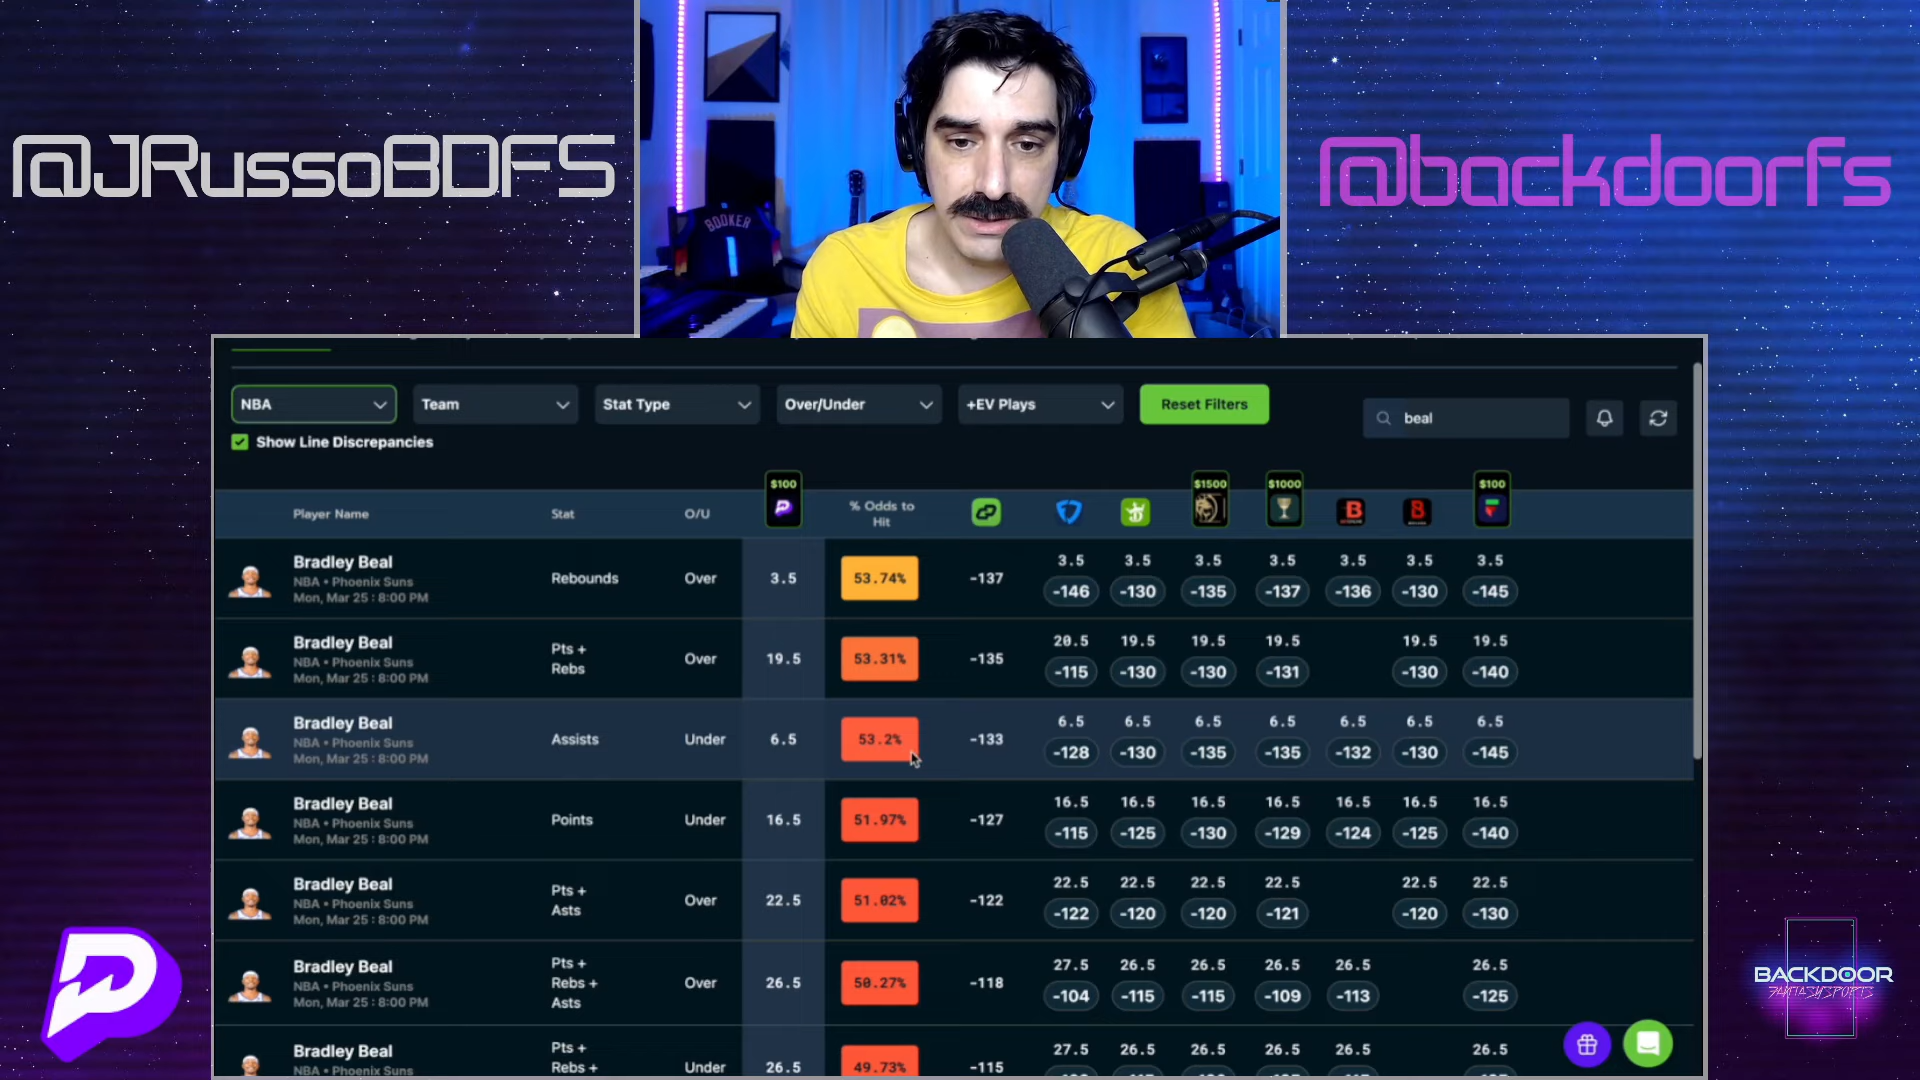 @JRussoBDFS
BOOKER
@backdoorfs
NBA
Team
Stat Type
Over/Under
+EV Plays
Reset Filters
beal
Show Line Discrepancies
$100
$1500
$1000
$100
Player Name
Stat
O/U
% Odds to
Hit
Bradley Beal
NBA • Phoenix Suns
Mon, Mar 25 : 8:00 PM
Rebounds
Over
3.5
53.74%
-137
3.5 3.5 3.5 3.5 3.5 3.5 3.5
-146 -130 -135 -137 -136 -130 -145
Bradley Beal
NBA • Phoenix Suns
Mon, Mar 25 : 8:00 PM
Pts +
Rebs
Over
19.5
53.31%
-135
20.5 19.5 19.5 19.5 19.5 19.5
-115 -130 -130 -131 -130 -140
Bradley Beal
NBA • Phoenix Suns
Mon, Mar 25 : 8:00 PM
Assists
Under
6.5
53.2%
-133
6.5 6.5 6.5 6.5 6.5 6.5 6.5
-128 -130 -135 -135 -132 -130 -145
Bradley Beal
NBA • Phoenix Suns
Mon, Mar 25 : 8:00 PM
Points
Under
16.5
51.97%
-127
16.5 16.5 16.5 16.5 16.5 16.5 16.5
-115 -125 -130 -129 -124 -125 -140
Bradley Beal
NBA • Phoenix Suns
Mon, Mar 25 : 8:00 PM
Pts +
Asts
Over
22.5
51.02%
-122
22.5 22.5 22.5 22.5 22.5 22.5
-122 -120 -120 -121 -120 -130
Bradley Beal
NBA • Phoenix Suns
Mon, Mar 25 : 8:00 PM
Pts +
Rebs +
Asts
Over
26.5
50.27%
-118
27.5 26.5 26.5 26.5 26.5 26.5
-104 -115 -115 -109 -113 -125
Bradley Beal
NBA • Phoenix Suns
Pts +
Rebs +
Under
26.5
49.73%
-115
27.5 26.5 26.5 26.5 26.5 26.5
BACKDOOR
FANTASY SPORTS